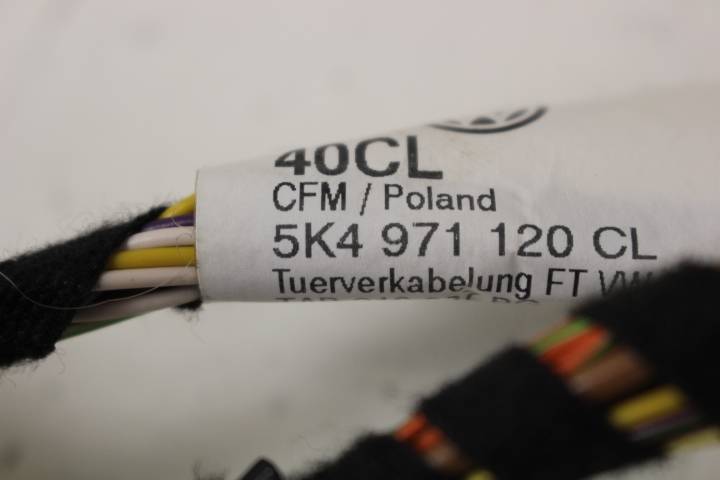 40CL
CFM / Poland
5K4 971 120 CL
Tuerverkabelung FT VW